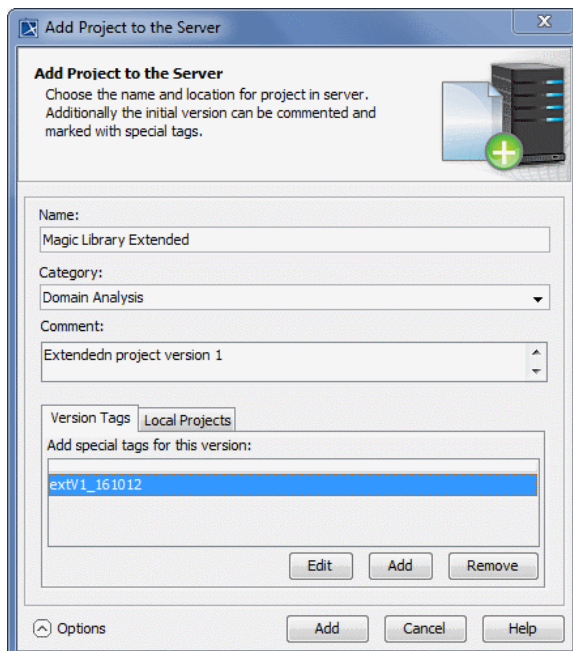 Add Project to the Server
Add Project to the Server
Choose the name and location for project in server.
Additionally the initial version can be commented and
marked with special tags.
Name:
Magic Library Extended
Category:
Domain Analysis
Comment:
Extendedn project version 1
Version Tags Local Projects
Add special tags for this version:
extV1_161012
Edit Add Remove
Options Add Cancel Help